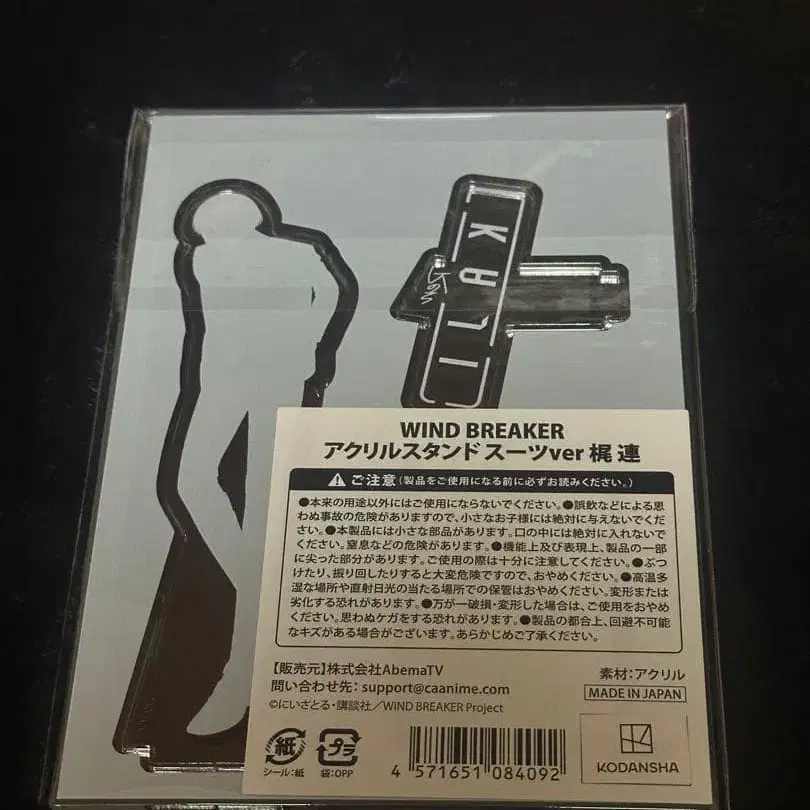 KAJI
Ren
WIND BREAKER
アクリルスタンド スーツver 梶 連
ご注意(製品をご使用になる前に必ずお読みください。)
●本来の用途以外にはご使用にならないでください。●誤飲などによる思
わぬ事故の危険がありますので、小さなお子様には絶対に与えないでくだ
さい。●本製品には小さな部品があります。口の中には絶対に入れないで
ください。窒息などの危険があります。●機能上及び表現上、製品の一部
に尖った部分があります。ご使用の際は十分に注意してください。●ぶつ
けたり、振り回したりすると大変危険ですので、おやめください。●高温多
湿な場所や直射日光の当たる場所での保管はおやめください。変形または
劣化する恐れがあります。●万が一破損・変形した場合は、ご使用をおやめ
ください。思わぬケガをする恐れがあります。●製品の都合上、回避不可能
なキズがある場合がございます。あらかじめご了承ください。
【販売元】株式会社AbemaTV
素材:アクリル
問い合わせ先:support@caanime.com
MADE IN JAPAN
©にいさとる・講談社/WIND BREAKER Project
紙
プラ
シール:紙
袋:OPP
4 571651 084092
KODANSHA